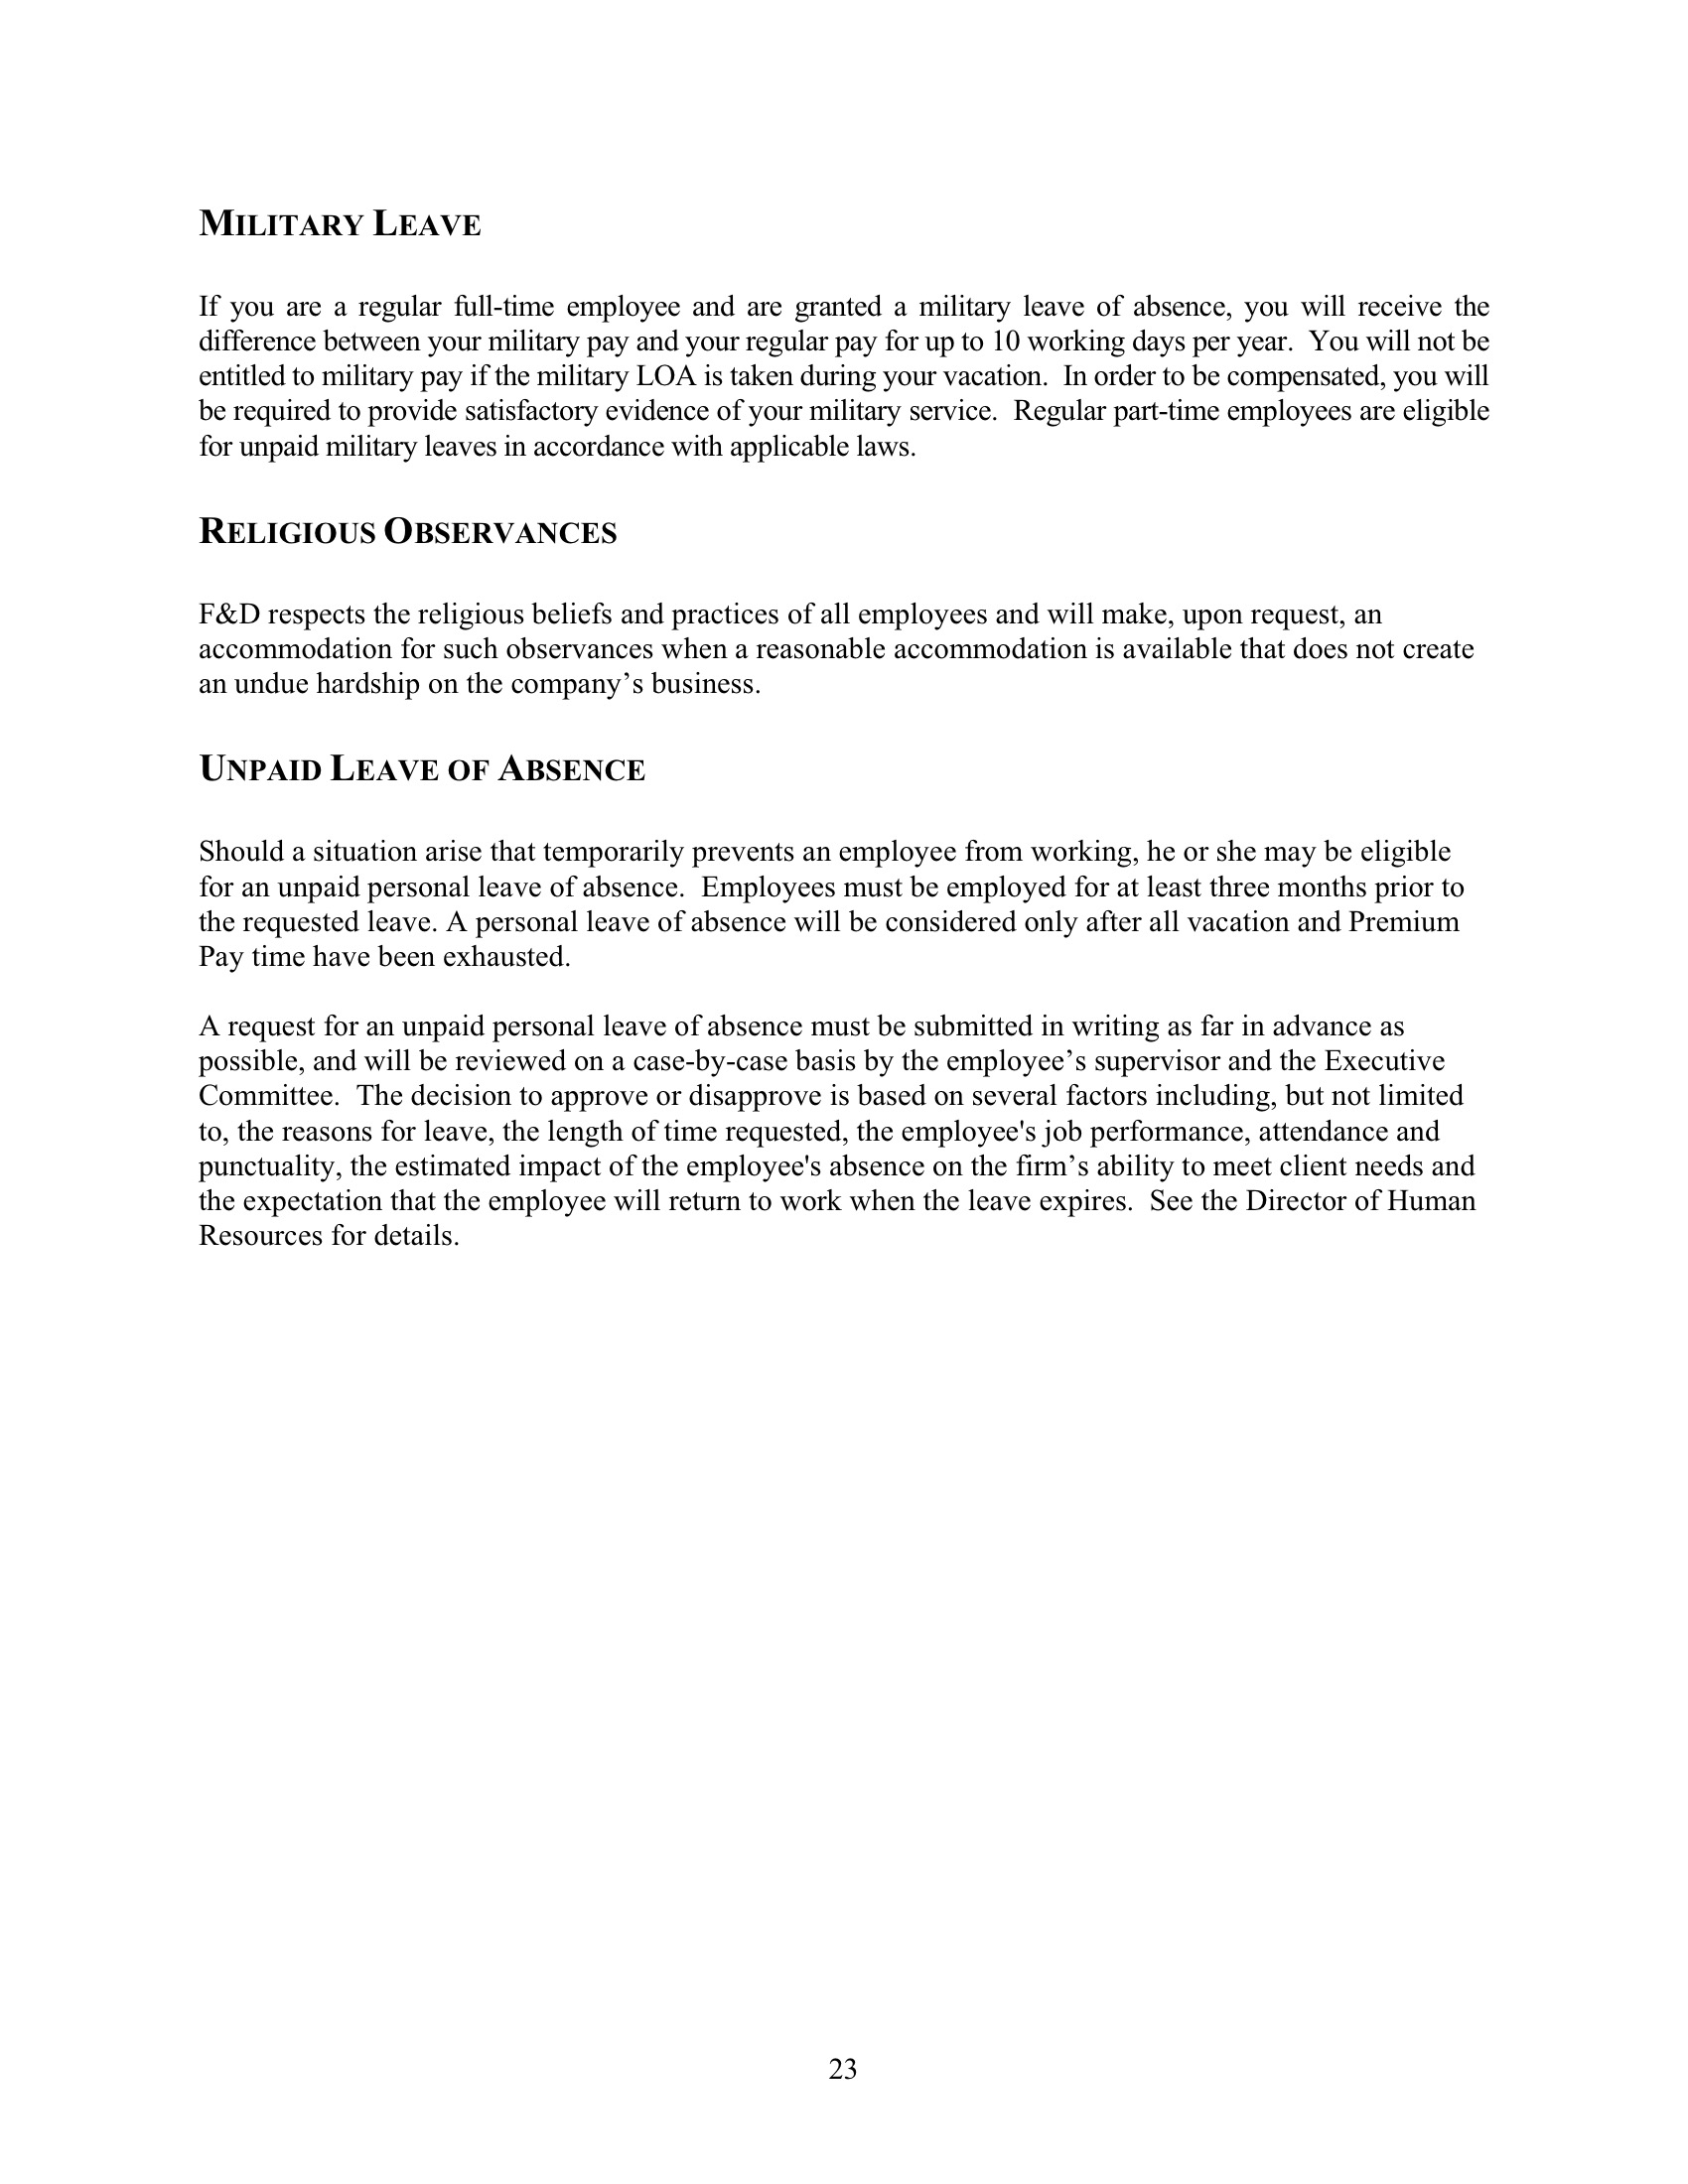 MILITARY LEAVE
If you are a regular full-time employee and are granted a military leave of absence, you will receive the
difference between your military pay and your regular pay for up to 10 working days per year.  You will not be
entitled to military pay if the military LOA is taken during your vacation.  In order to be compensated, you will
be required to provide satisfactory evidence of your military service.  Regular part-time employees are eligible
for unpaid military leaves in accordance with applicable laws.
RELIGIOUS OBSERVANCES
F&D respects the religious beliefs and practices of all employees and will make, upon request, an
accommodation for such observances when a reasonable accommodation is available that does not create
an undue hardship on the company’s business.
UNPAID LEAVE OF ABSENCE
Should a situation arise that temporarily prevents an employee from working, he or she may be eligible
for an unpaid personal leave of absence.  Employees must be employed for at least three months prior to
the requested leave. A personal leave of absence will be considered only after all vacation and Premium
Pay time have been exhausted.
A request for an unpaid personal leave of absence must be submitted in writing as far in advance as
possible, and will be reviewed on a case-by-case basis by the employee’s supervisor and the Executive
Committee.  The decision to approve or disapprove is based on several factors including, but not limited
to, the reasons for leave, the length of time requested, the employee's job performance, attendance and
punctuality, the estimated impact of the employee's absence on the firm’s ability to meet client needs and
the expectation that the employee will return to work when the leave expires.  See the Director of Human
Resources for details.
23